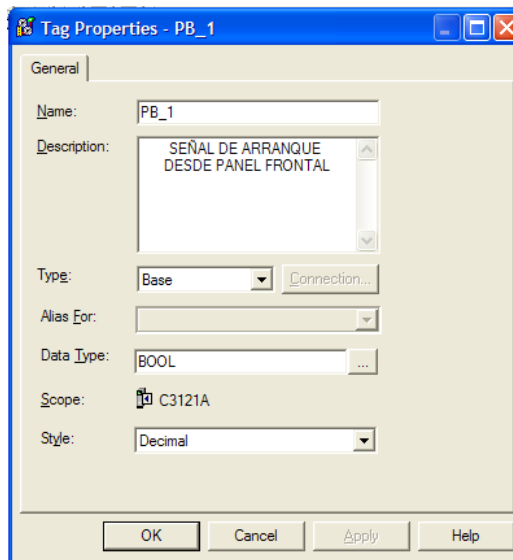 Tag Properties - PB_1
General
Name: PB_1
Description: SEÑAL DE ARRANQUE
DESDE PANEL FRONTAL
Type: Base Connection...
Alias For:
Data Type: BOOL ...
Scope: C3121A
Style: Decimal
OK Cancel Apply Help